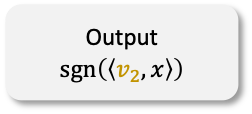 Output
sgn(⟨v₂, x⟩)